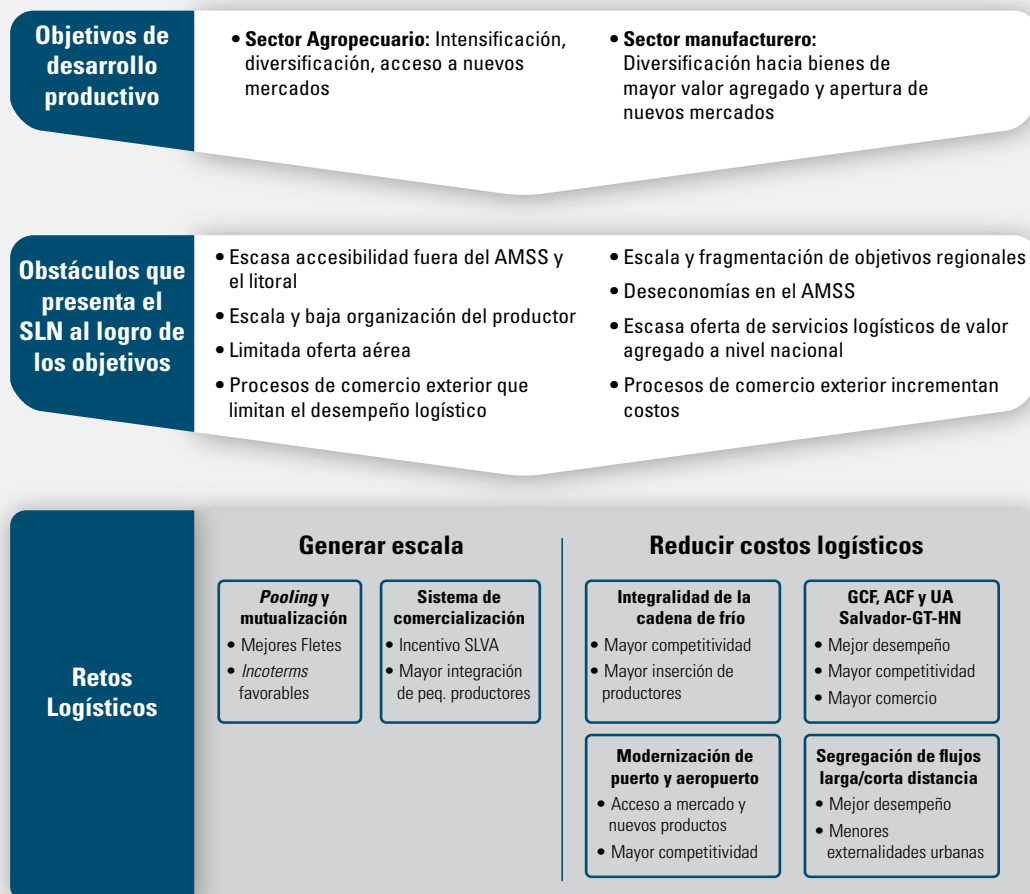 Objetivos de
desarrollo
productivo
• Sector Agropecuario: Intensificación,
diversificación, acceso a nuevos
mercados
• Sector manufacturero:
Diversificación hacia bienes de
mayor valor agregado y apertura de
nuevos mercados
Obstáculos que
presenta el
SLN al logro de
los objetivos
• Escasa accesibilidad fuera del AMSS y
el litoral
• Escala y baja organización del productor
• Limitada oferta aérea
• Procesos de comercio exterior que
limitan el desempeño logístico
• Escala y fragmentación de objetivos regionales
• Deseconomías en el AMSS
• Escasa oferta de servicios logísticos de valor
agregado a nivel nacional
• Procesos de comercio exterior incrementan
costos
Retos
Logísticos
Generar escala
Pooling y
mutualización
• Mejores Fletes
• Incoterms
favorables
Sistema de
comercialización
• Incentivo SLVA
• Mayor integración
de peq. productores
Reducir costos logísticos
Integralidad de la
cadena de frío
• Mayor competitividad
• Mayor inserción de
productores
GCF, ACF y UA
Salvador-GT-HN
• Mejor desempeño
• Mayor competitividad
• Mayor comercio
Modernización de
puerto y aeropuerto
• Acceso a mercado y
nuevos productos
• Mayor competitividad
Segregación de flujos
larga/corta distancia
• Mejor desempeño
• Menores
externalidades urbanas